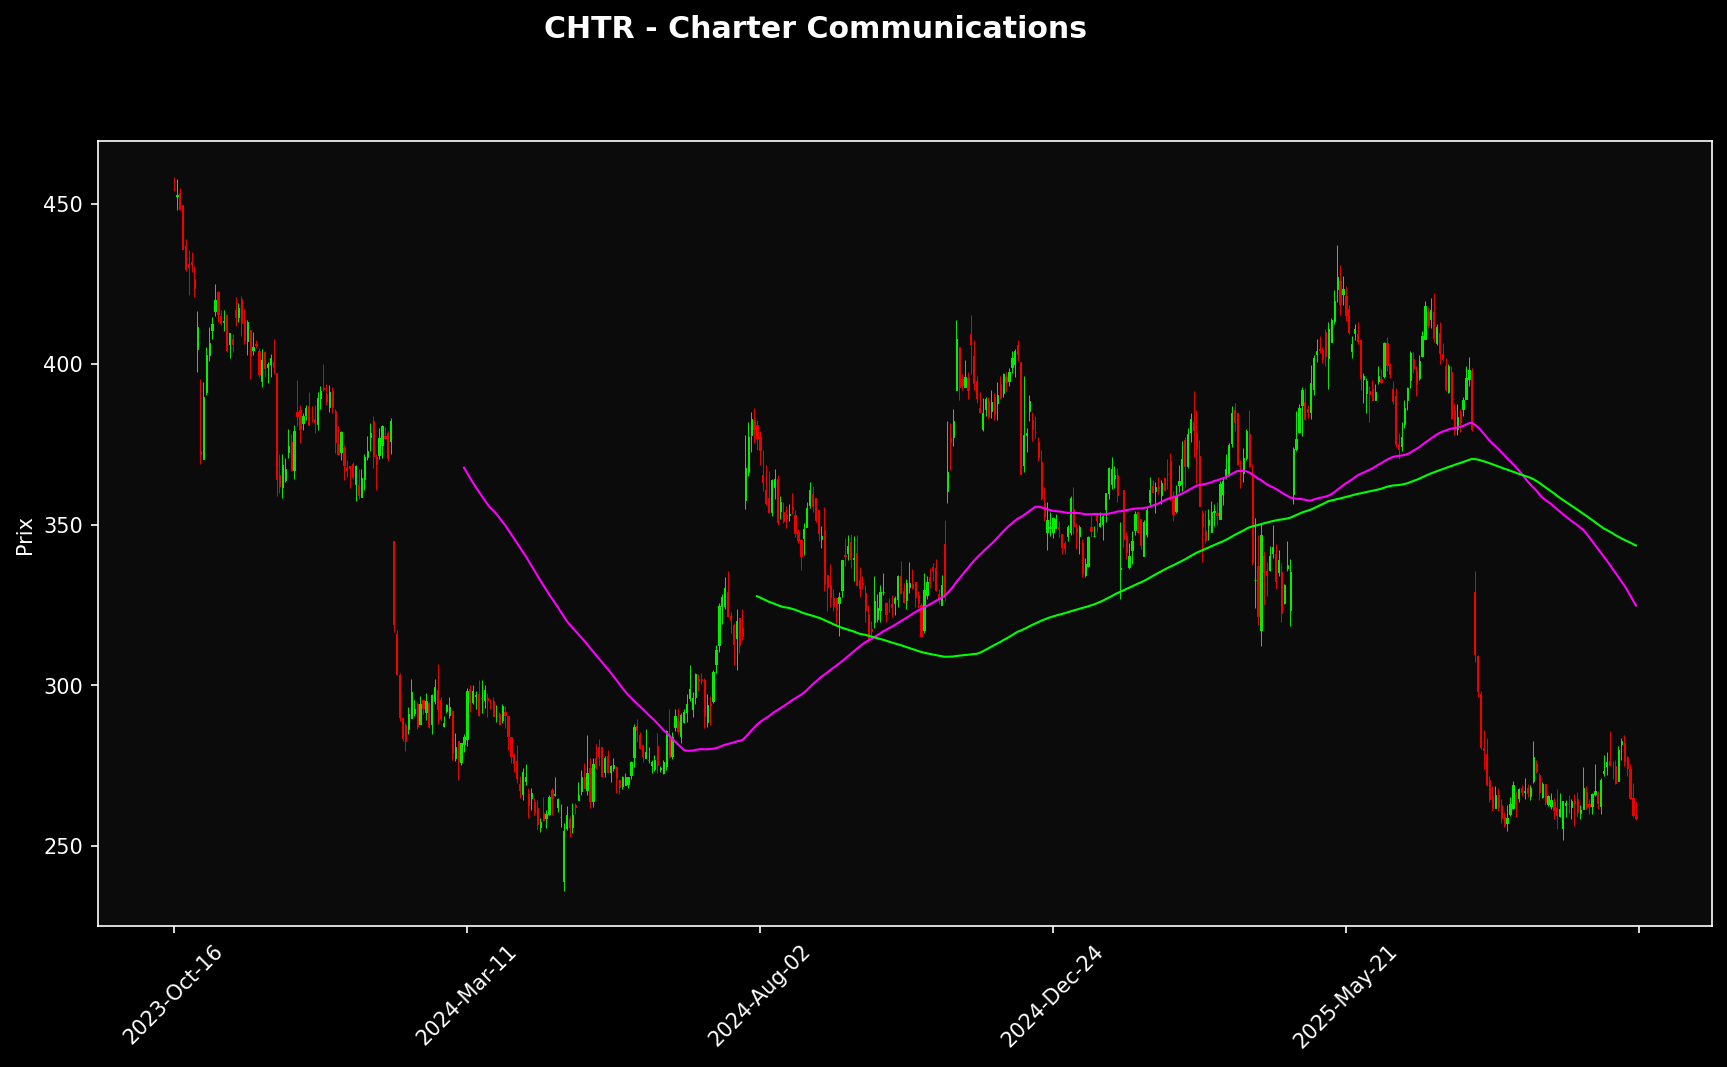 CHTR - Charter Communications
Prix
450
400
350
300
250
2023-Oct-16
2024-Mar-11
2024-Aug-02
2024-Dec-24
2025-May-21